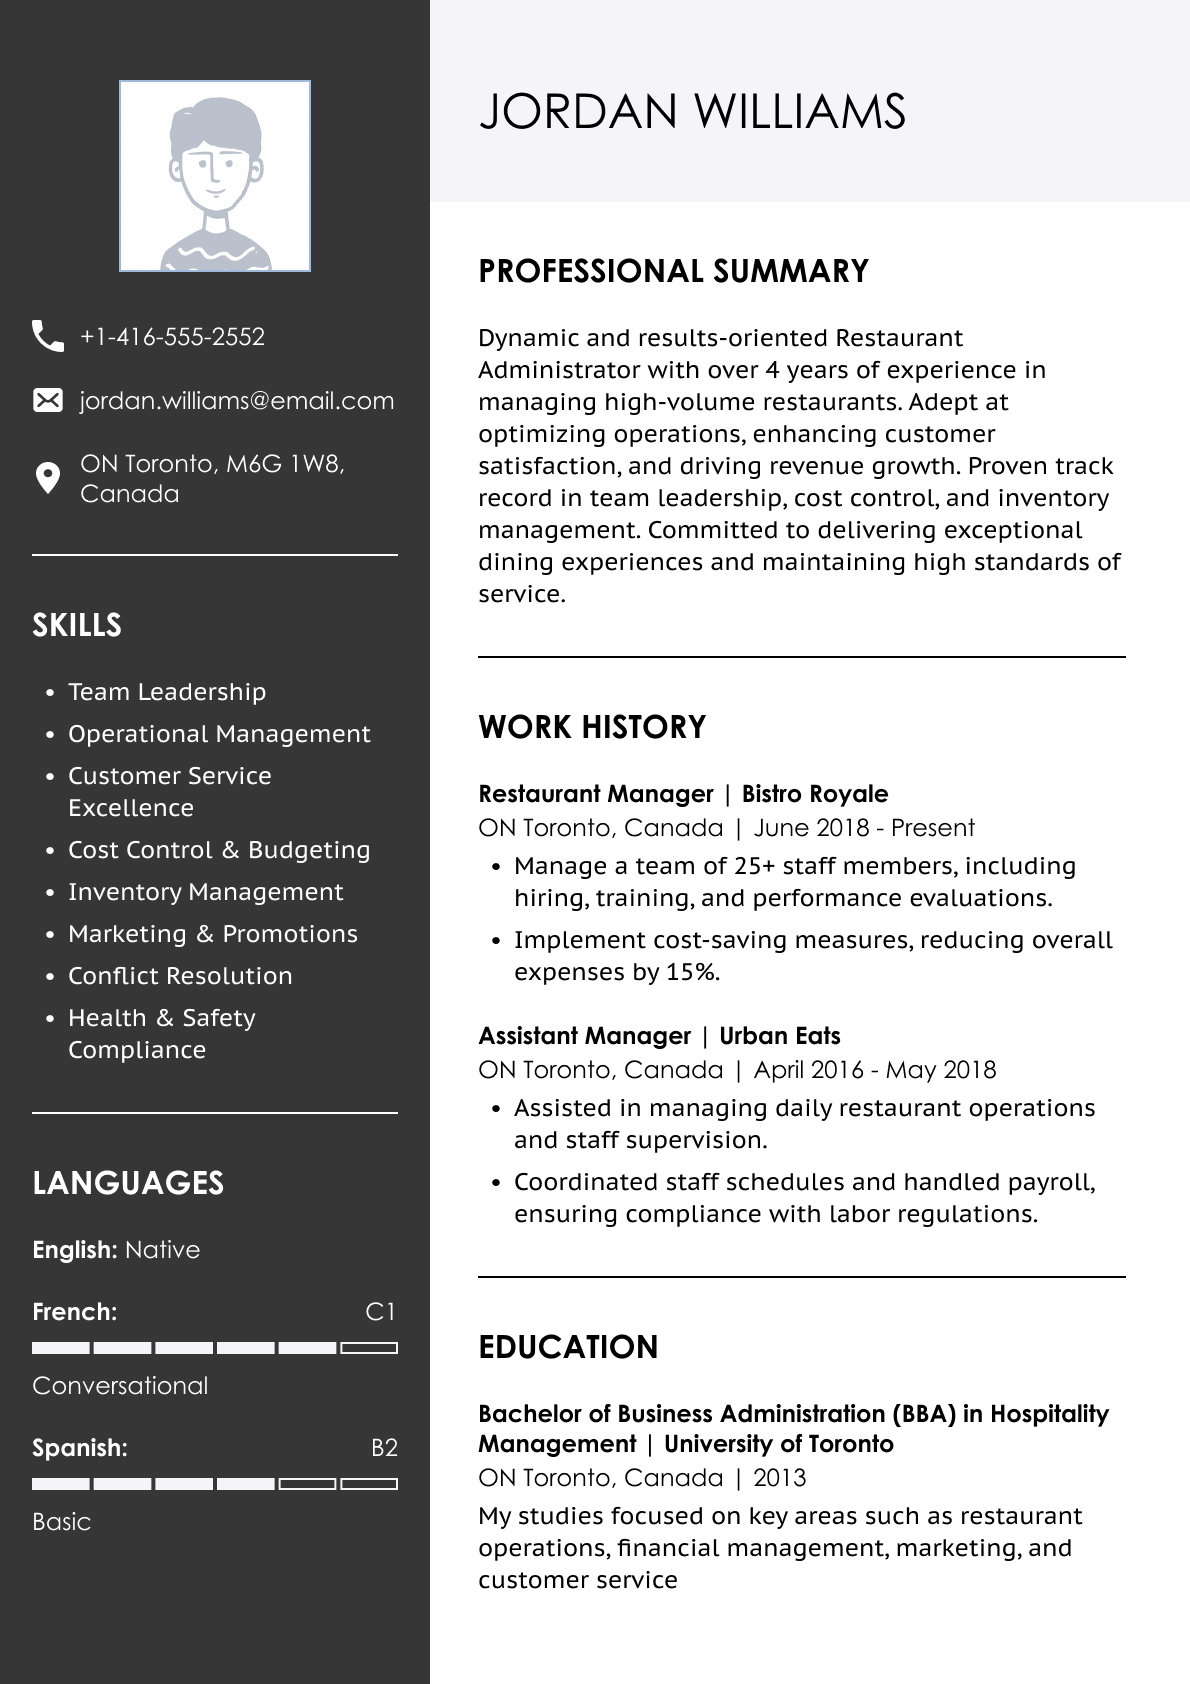 JORDAN WILLIAMS
+1-416-555-2552
jordan.williams@email.com
ON Toronto, M6G 1W8,
Canada
SKILLS
• Team Leadership
• Operational Management
• Customer Service
Excellence
• Cost Control & Budgeting
• Inventory Management
• Marketing & Promotions
• Conflict Resolution
• Health & Safety
Compliance
LANGUAGES
English: Native
French: C1
Conversational
Spanish: B2
Basic
PROFESSIONAL SUMMARY
Dynamic and results-oriented Restaurant
Administrator with over 4 years of experience in
managing high-volume restaurants. Adept at
optimizing operations, enhancing customer
satisfaction, and driving revenue growth. Proven track
record in team leadership, cost control, and inventory
management. Committed to delivering exceptional
dining experiences and maintaining high standards of
service.
WORK HISTORY
Restaurant Manager | Bistro Royale
ON Toronto, Canada | June 2018 - Present
• Manage a team of 25+ staff members, including
hiring, training, and performance evaluations.
• Implement cost-saving measures, reducing overall
expenses by 15%.
Assistant Manager | Urban Eats
ON Toronto, Canada | April 2016 - May 2018
• Assisted in managing daily restaurant operations
and staff supervision.
• Coordinated staff schedules and handled payroll,
ensuring compliance with labor regulations.
EDUCATION
Bachelor of Business Administration (BBA) in Hospitality
Management | University of Toronto
ON Toronto, Canada | 2013
My studies focused on key areas such as restaurant
operations, financial management, marketing, and
customer service